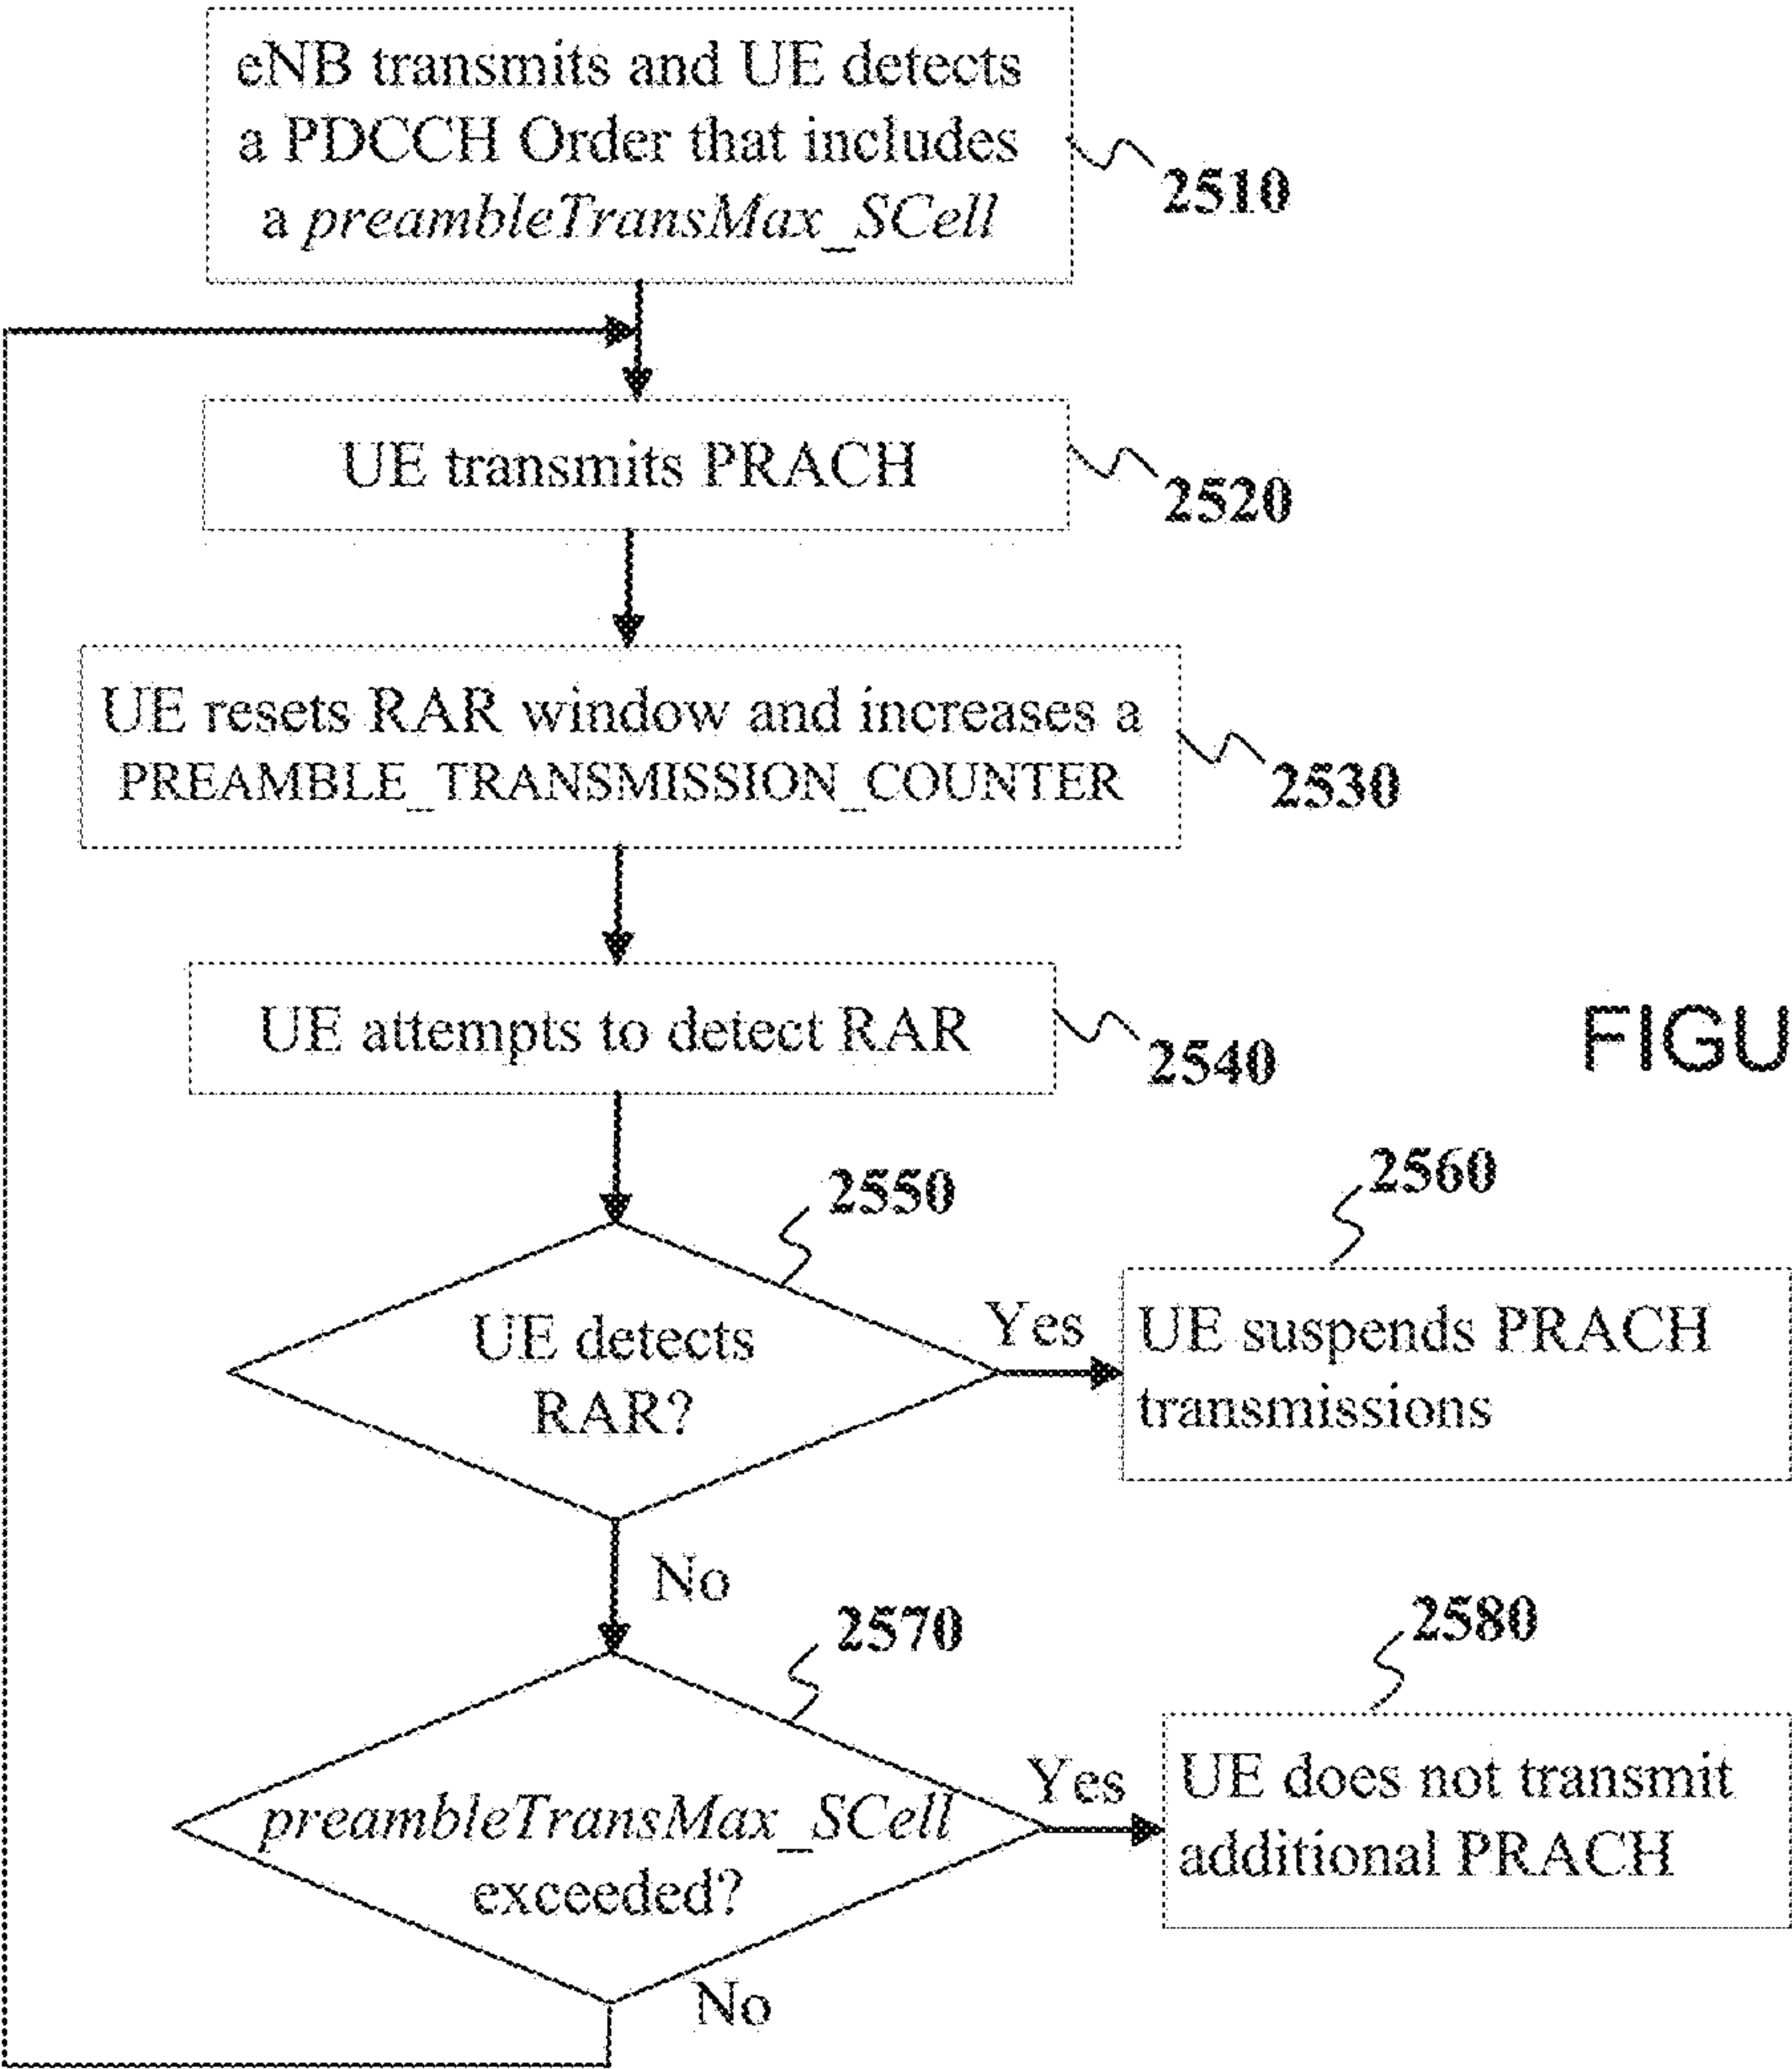 eNB transmits and UE detects
a PDCCH Order that includes
a preambleTransMax_SCell
2510
UE transmits PRACH
2520
UE resets RAR window and increases a
PREAMBLE_TRANSMISSION_COUNTER
2530
UE attempts to detect RAR
2540
FIGU
2550
2560
UE detects
RAR?
Yes
UE suspends PRACH
transmissions
No
2570
2580
preambleTransMax_SCell
exceeded?
Yes
UE does not transmit
additional PRACH
No